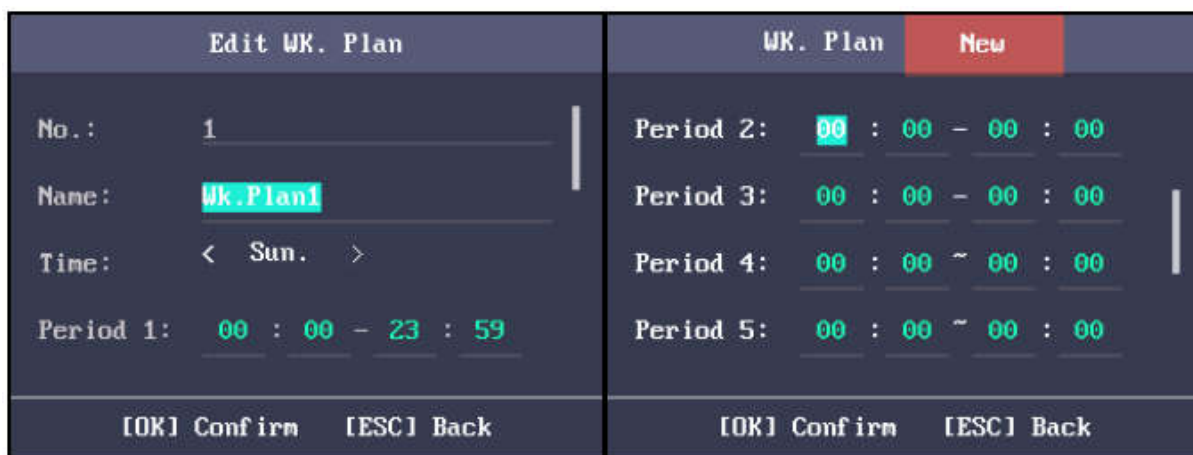 Edit WK. Plan
No.: 1
Name: Wk.Plan1
Time: < Sun. >
Period 1: 00 : 00 - 23 : 59
[OK] Confirm [ESC] Back
WK. Plan New
Period 2: 00 : 00 - 00 : 00
Period 3: 00 : 00 - 00 : 00
Period 4: 00 : 00 ~ 00 : 00
Period 5: 00 : 00 ~ 00 : 00
[OK] Confirm [ESC] Back